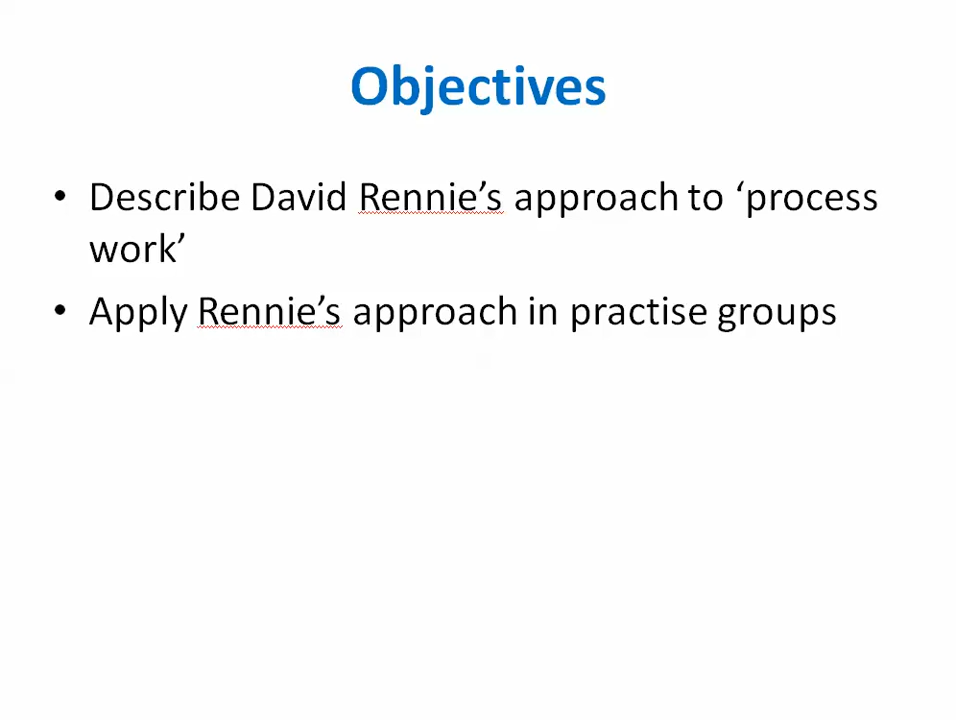 Objectives
• Describe David Rennie’s approach to ‘process
work’
• Apply Rennie’s approach in practise groups